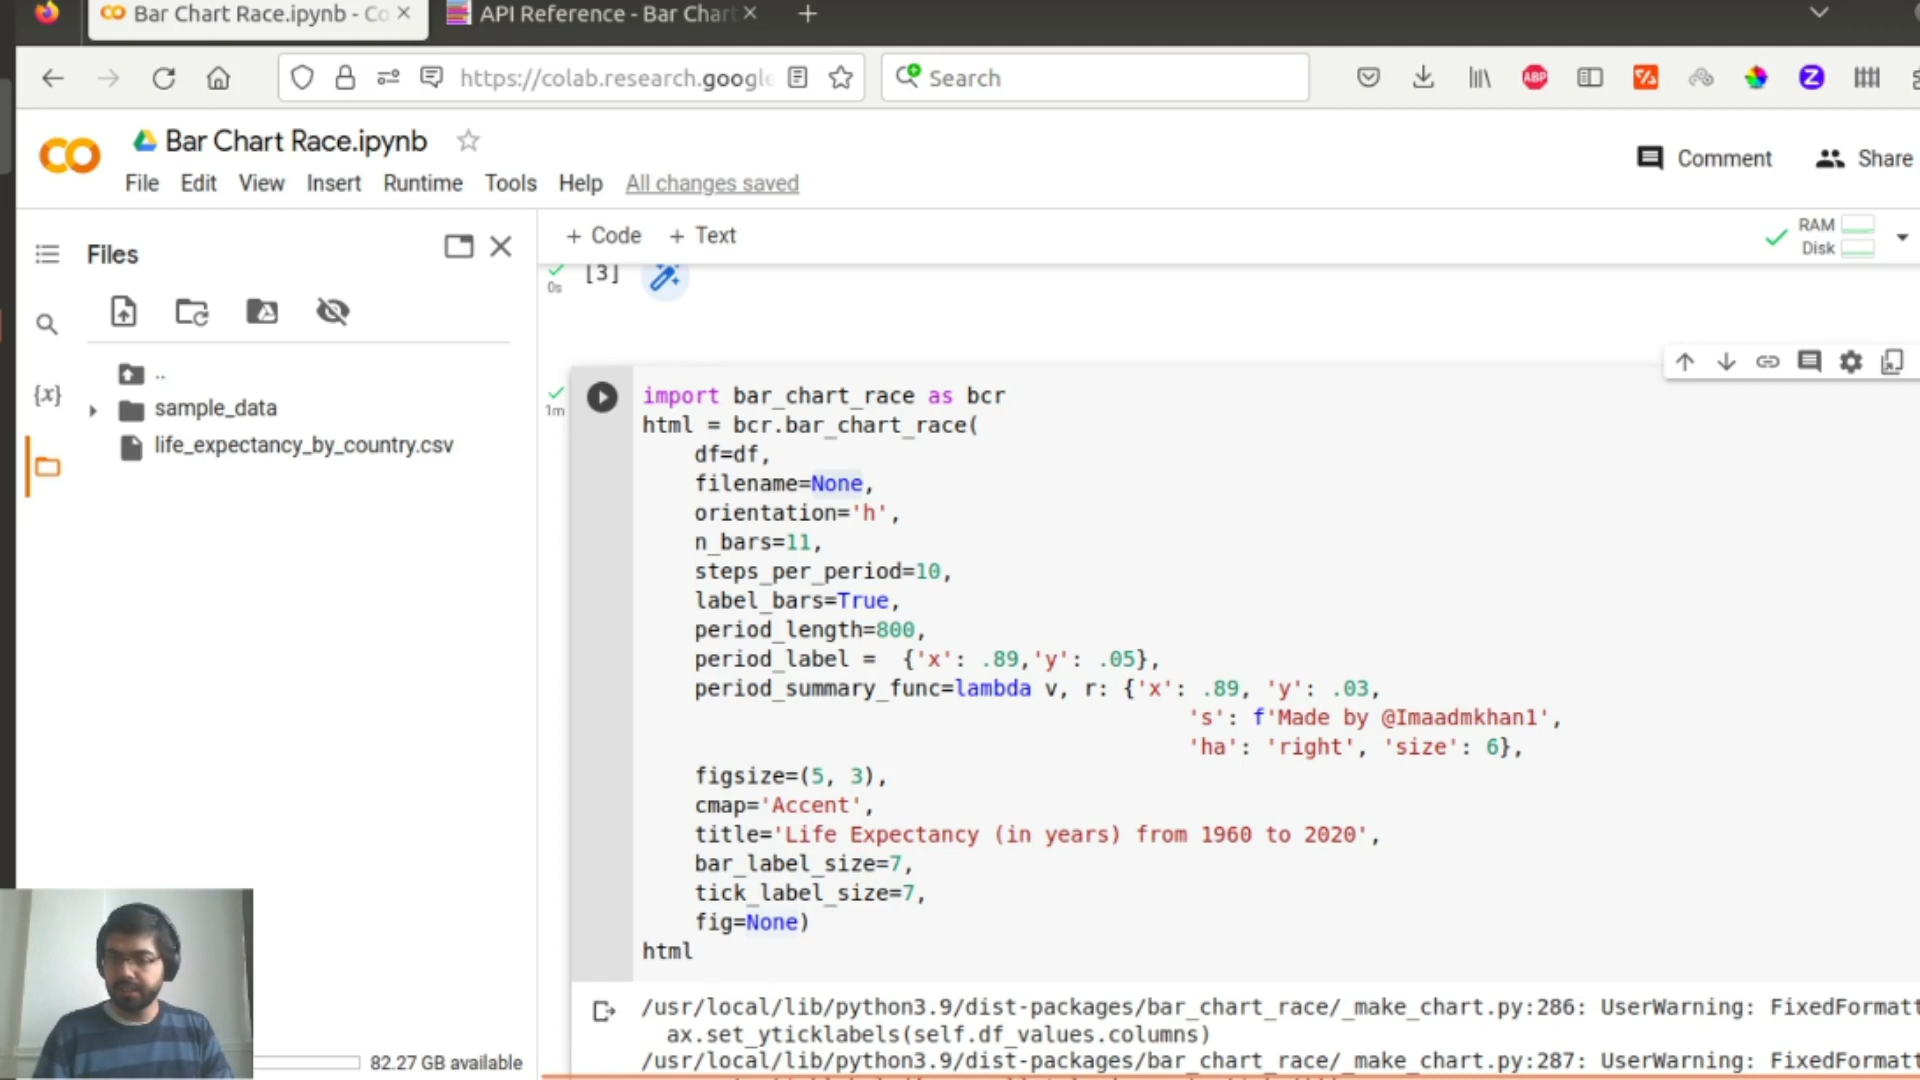 Bar Chart Race.ipynb - Co
API Reference - Bar Chart
https://colab.research.google
Search
ABP
Z
CO
Bar Chart Race.ipynb
Comment
Share
File Edit View Insert Runtime Tools Help All changes saved
Files
+ Code + Text
RAM
Disk
[3]
0s
..
sample_data
{x}
life_expectancy_by_country.csv
1m
import bar_chart_race as bcr
html = bcr.bar_chart_race(
df=df,
filename=None,
orientation='h',
n_bars=11,
steps_per_period=10,
label_bars=True,
period_length=800,
period_label = {'x': .89,'y': .05},
period_summary_func=lambda v, r: {'x': .89, 'y': .03,
's': f'Made by @Imaadmkhan1',
'ha': 'right', 'size': 6},
figsize=(5, 3),
cmap='Accent',
title='Life Expectancy (in years) from 1960 to 2020',
bar_label_size=7,
tick_label_size=7,
fig=None)
html
/usr/local/lib/python3.9/dist-packages/bar_chart_race/_make_chart.py:286: UserWarning: FixedFormatt
ax.set_yticklabels(self.df_values.columns)
/usr/local/lib/python3.9/dist-packages/bar_chart_race/_make_chart.py:287: UserWarning: FixedFormatt
82.27 GB available